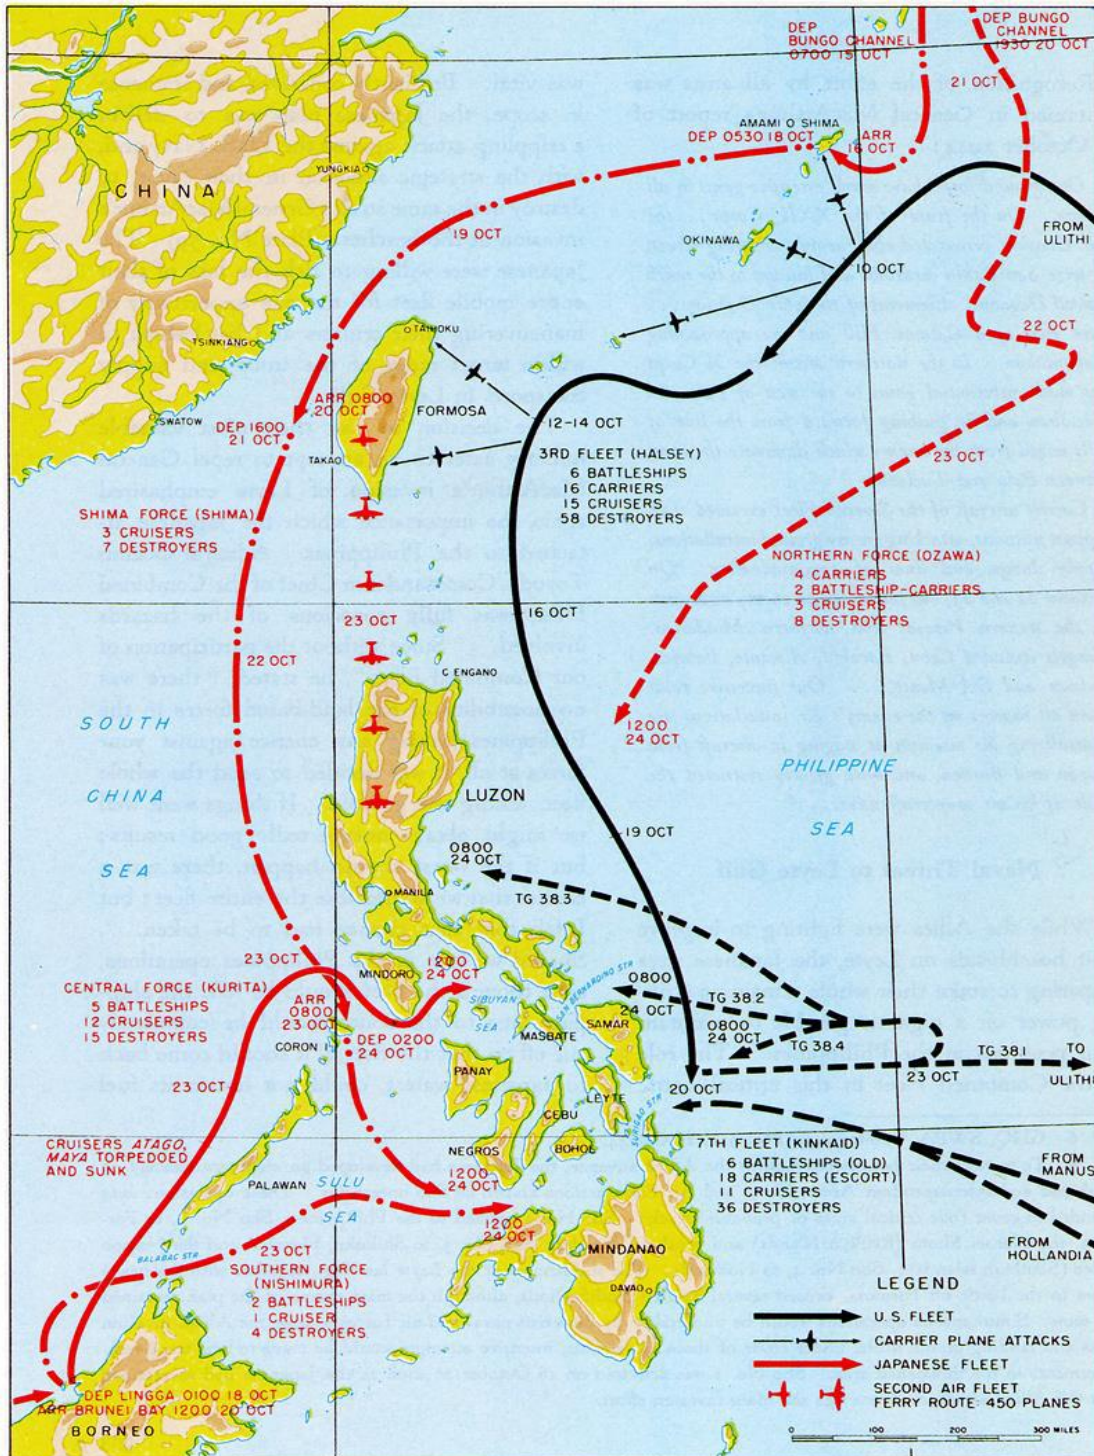 DEP
BUNGO CHANNEL
0700 15 OCT
DEP BUNGO
CHANNEL
1930 20 OCT
21 OCT
AMAMI O SHIMA
DEP 0530 18 OCT
ARR
16 OCT
YUNGKIA
CHINA
FROM
ULITHI
19 OCT
OKINAWA
10 OCT
22 OCT
TAIHOKU
TSINKIANG
ARR 0800
20 OCT
FORMOSA
12-14 OCT
SWATOW
DEP 1600
21 OCT
TAKAO
3RD FLEET (HALSEY)
6 BATTLESHIPS
16 CARRIERS
15 CRUISERS
58 DESTROYERS
23 OCT
SHIMA FORCE (SHIMA)
3 CRUISERS
7 DESTROYERS
NORTHERN FORCE (OZAWA)
4 CARRIERS
2 BATTLESHIP-CARRIERS
3 CRUISERS
8 DESTROYERS
16 OCT
23 OCT
22 OCT
C ENGANO
SOUTH
CHINA
SEA
1200
24 OCT
PHILIPPINE
SEA
LUZON
19 OCT
0800
24 OCT
MANILA
TG 38.3
23 OCT
MINDORO
1200
24 OCT
CENTRAL FORCE (KURITA)
5 BATTLESHIPS
12 CRUISERS
15 DESTROYERS
ARR
0800
23 OCT
SIBUYAN
SEA
SAN BERNARDINO STR
0800
24 OCT
TG 38.2
CORON I
DEP 0200
24 OCT
MASBATE
SAMAR
0800
24 OCT
TG 38.4
TG 38.1
TO
ULITHI
PANAY
23 OCT
23 OCT
LEYTE
20 OCT
CEBU
SURIGAO STR
CRUISERS ATAGO,
MAYA TORPEDOED
AND SUNK
NEGROS
BOHOL
7TH FLEET (KINKAID)
6 BATTLESHIPS (OLD)
18 CARRIERS (ESCORT)
11 CRUISERS
36 DESTROYERS
FROM
MANUS
PALAWAN
SULU
SEA
1200
24 OCT
1200
24 OCT
MINDANAO
FROM
HOLLANDIA
BALABAC STR
23 OCT
SOUTHERN FORCE
(NISHIMURA)
2 BATTLESHIPS
1 CRUISER
4 DESTROYERS
DAVAO
LEGEND
U.S. FLEET
CARRIER PLANE ATTACKS
JAPANESE FLEET
SECOND AIR FLEET
FERRY ROUTE: 450 PLANES
DEP LINGGA 0100 18 OCT
ARR BRUNEI BAY 1200 20 OCT
BORNEO
0 100 200 300 MILES